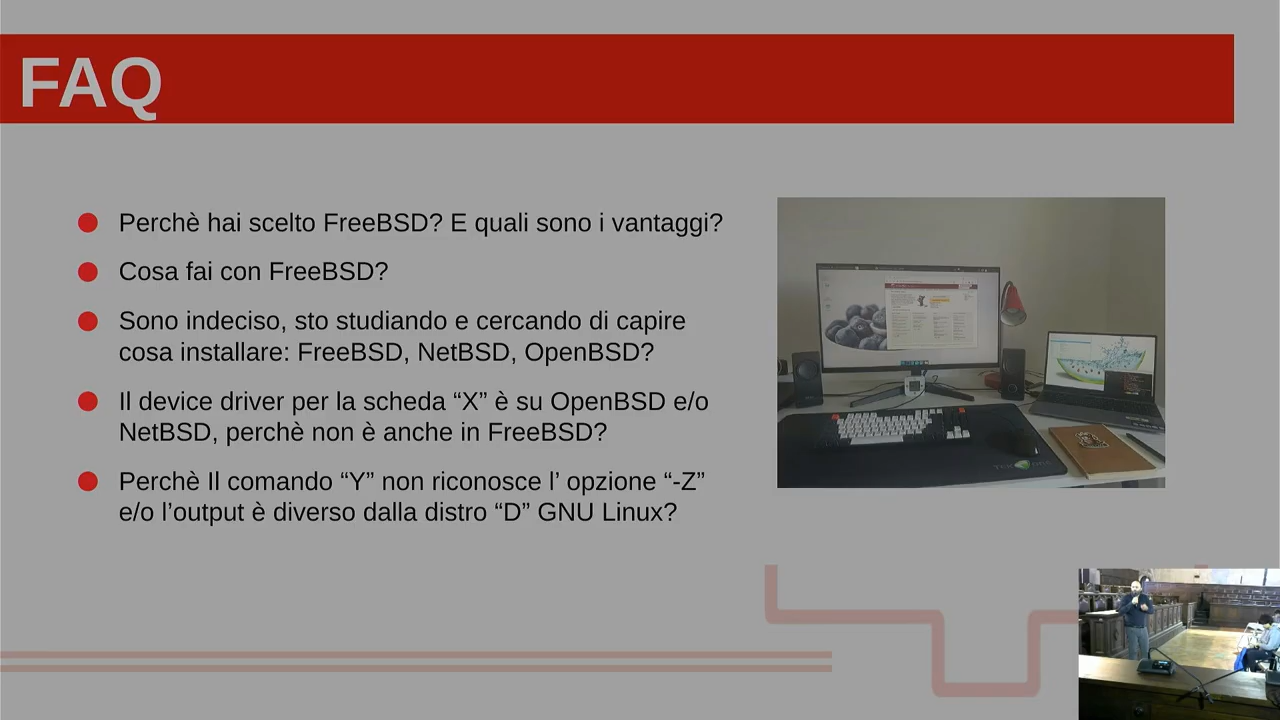 FAQ
Perchè hai scelto FreeBSD? E quali sono i vantaggi?
Cosa fai con FreeBSD?
Sono indeciso, sto studiando e cercando di capire
cosa installare: FreeBSD, NetBSD, OpenBSD?
Il device driver per la scheda “X” è su OpenBSD e/o
NetBSD, perchè non è anche in FreeBSD?
Perchè Il comando “Y” non riconosce l’ opzione “-Z”
e/o l’output è diverso dalla distro “D” GNU Linux?